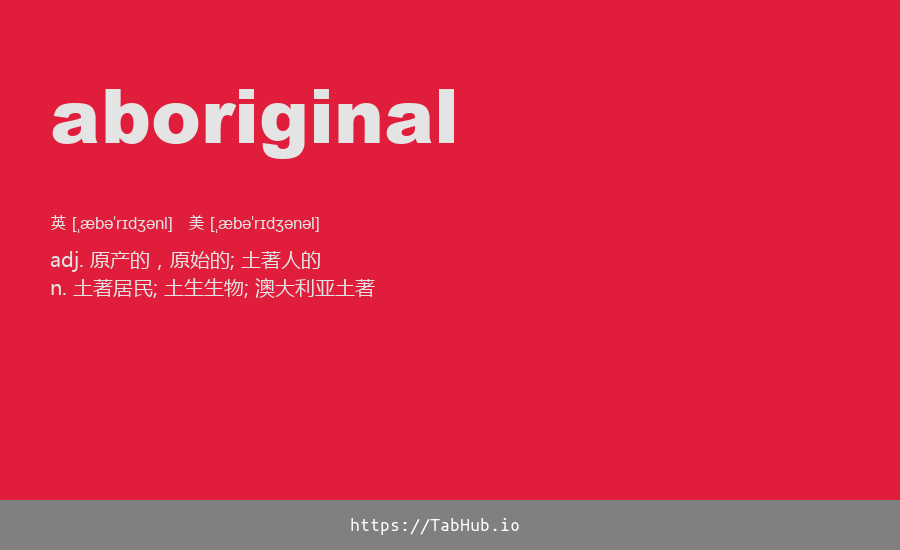 aboriginal
英 [ˌæbəˈrɪdʒənl] 美 [ˌæbəˈrɪdʒənəl]
adj. 原产的，原始的; 土著人的
n. 土著居民; 土生生物; 澳大利亚土著
https://TabHub.io